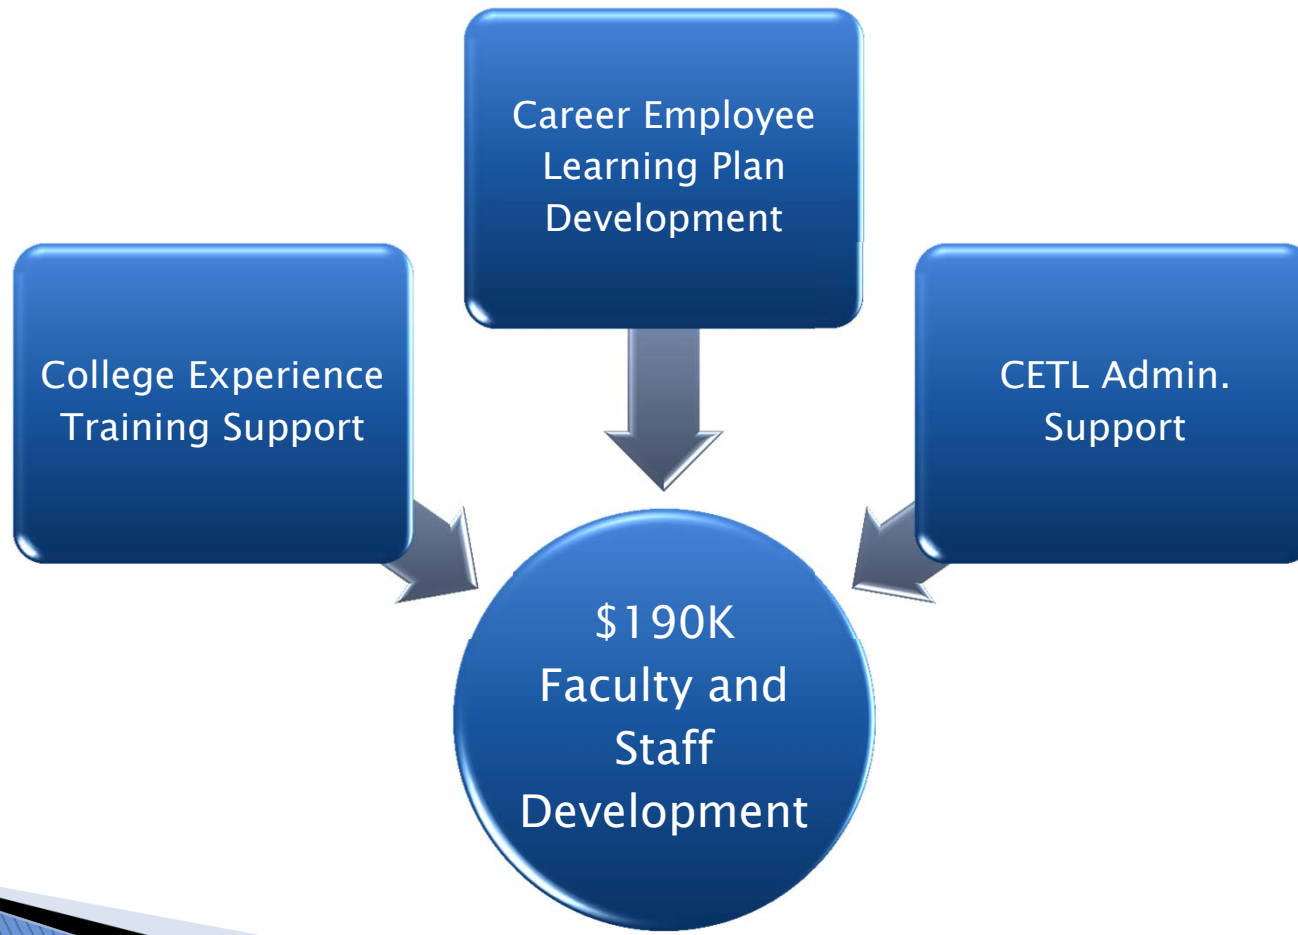 Career Employee
Learning Plan
Development
College Experience
Training Support
CETL Admin.
Support
$190K
Faculty and
Staff
Development